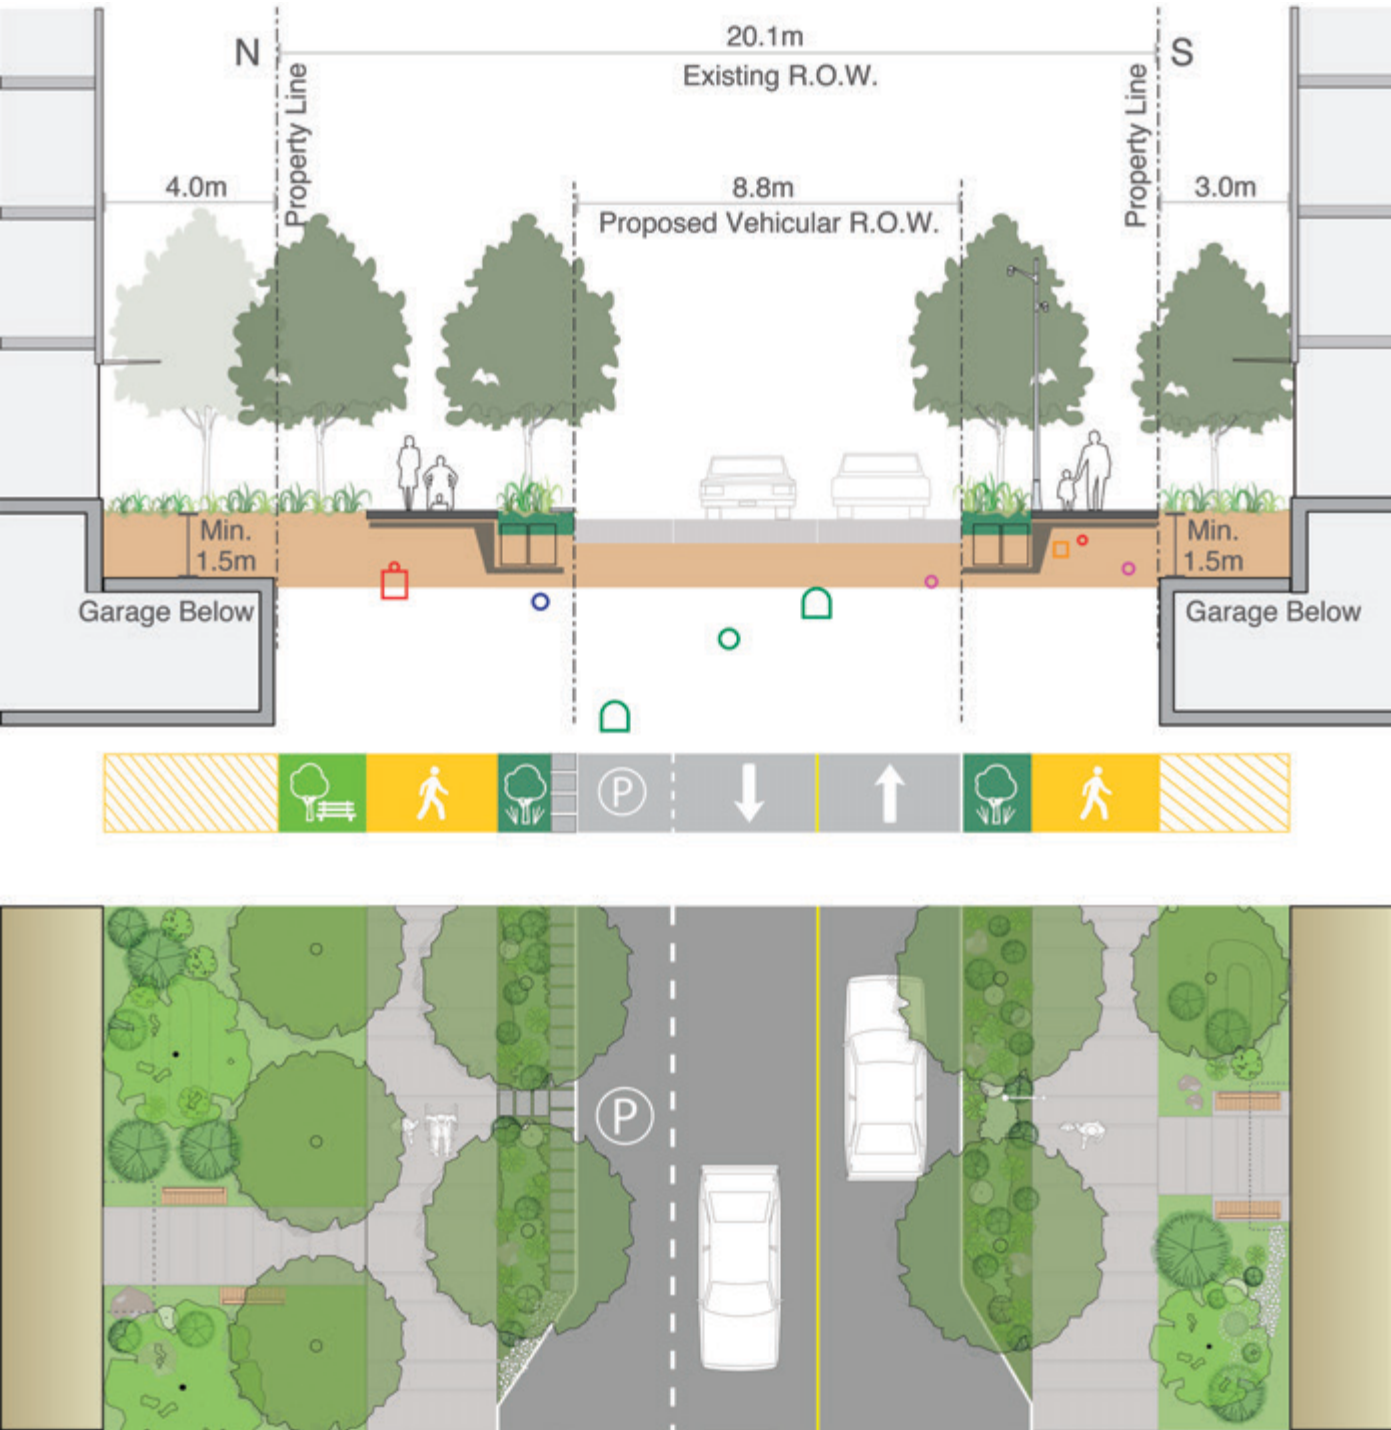 N
20.1m
S
Existing R.O.W.
Property Line
Property Line
4.0m
8.8m
3.0m
Proposed Vehicular R.O.W.
Min.
1.5m
Min.
1.5m
Garage Below
Garage Below
P
P